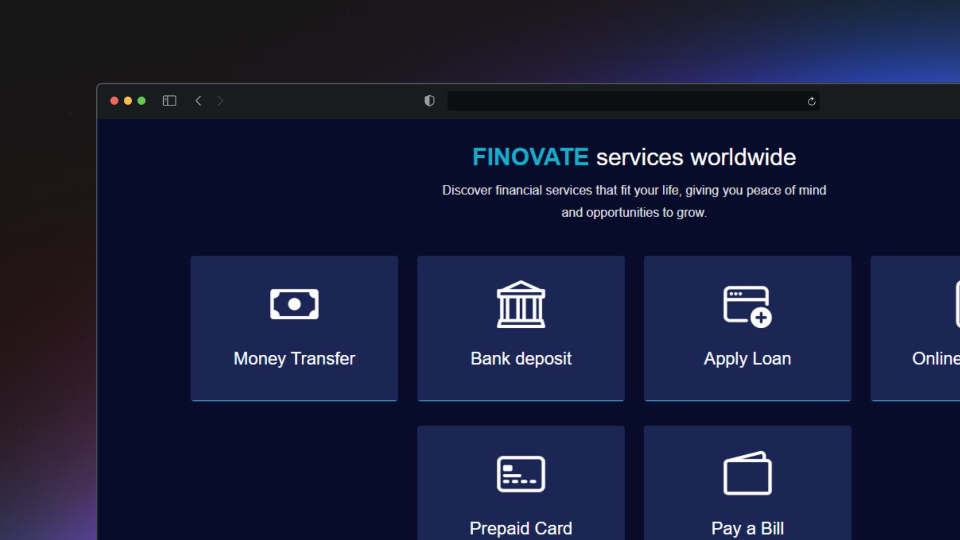 FINOVATE services worldwide
Discover financial services that fit your life, giving you peace of mind
and opportunities to grow.
Money Transfer
Bank deposit
Apply Loan
Online
Prepaid Card
Pay a Bill